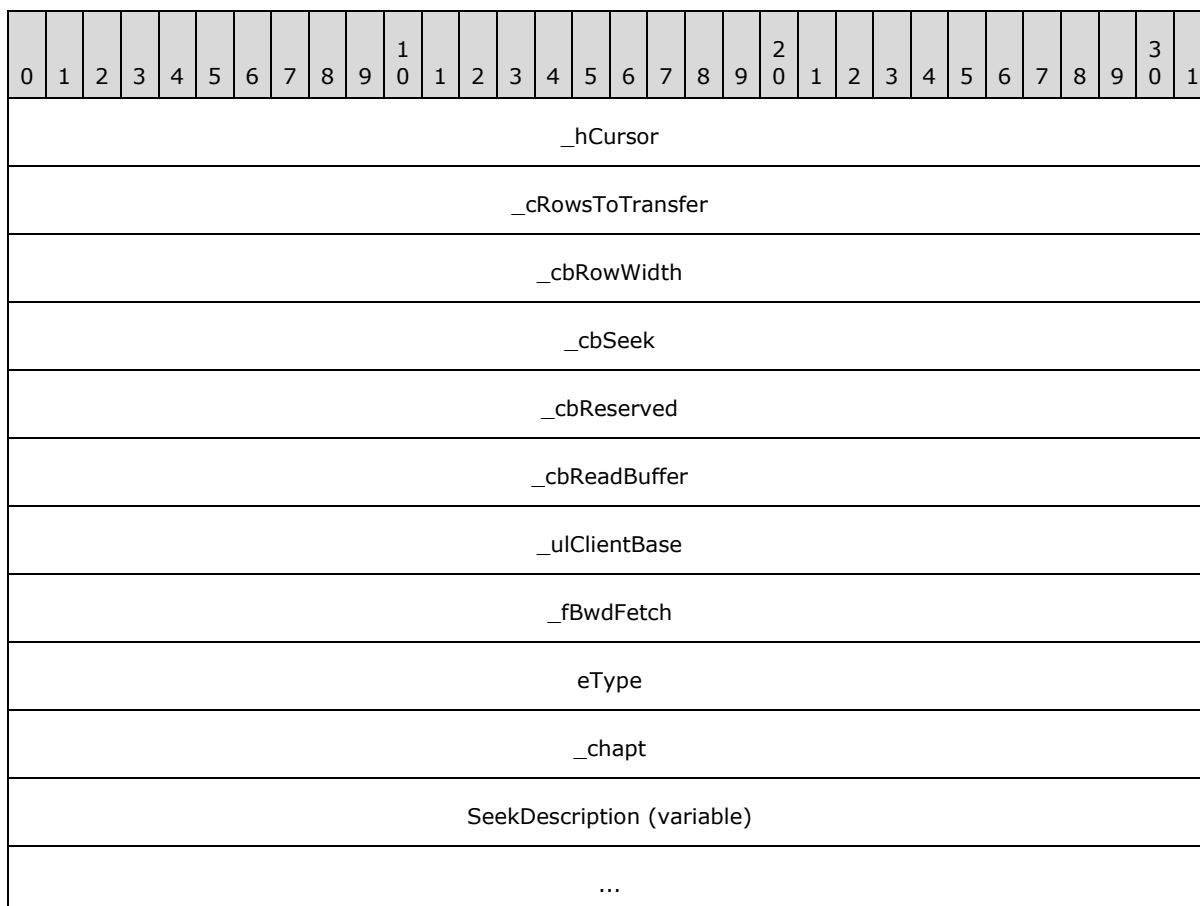 1 2 3
0 1 2 3 4 5 6 7 8 9 0 1 2 3 4 5 6 7 8 9 0 1 2 3 4 5 6 7 8 9 0 1
_hCursor
_cRowsToTransfer
_cbRowWidth
_cbSeek
_cbReserved
_cbReadBuffer
_ulClientBase
_fBwdFetch
eType
_chapt
SeekDescription (variable)
...